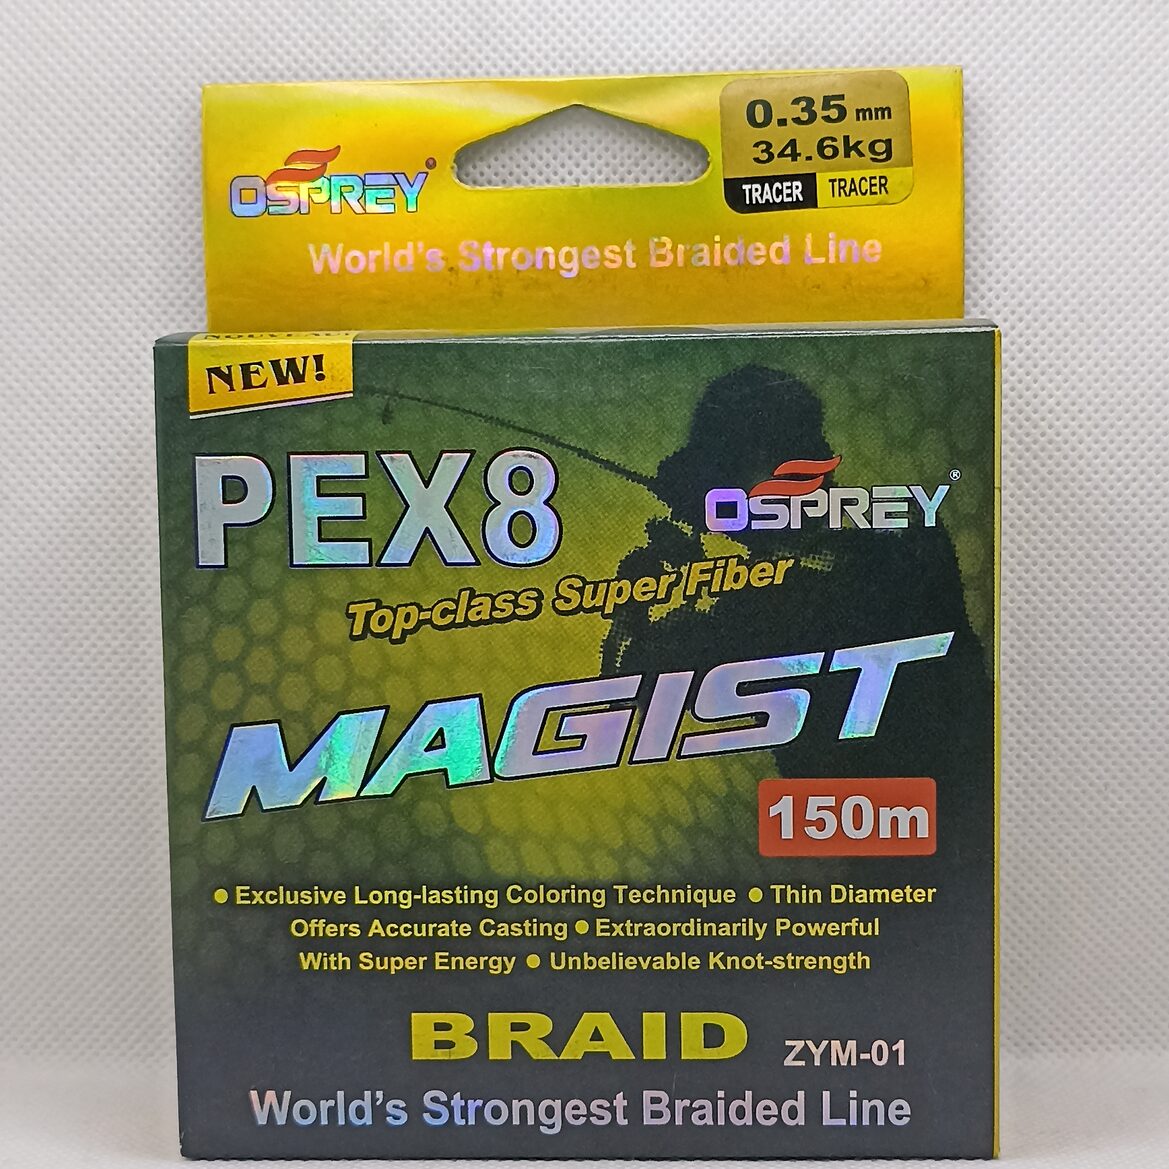 0.35 mm
34.6kg
TRACER TRACER
OSPREY®
World's Strongest Braided Line
NOUVEAU
NEW!
PEX8
OSPREY®
Top-class Super Fiber
MAGIST
150m
● Exclusive Long-lasting Coloring Technique ● Thin Diameter
Offers Accurate Casting ● Extraordinarily Powerful
With Super Energy ● Unbelievable Knot-strength
BRAID ZYM-01
World's Strongest Braided Line